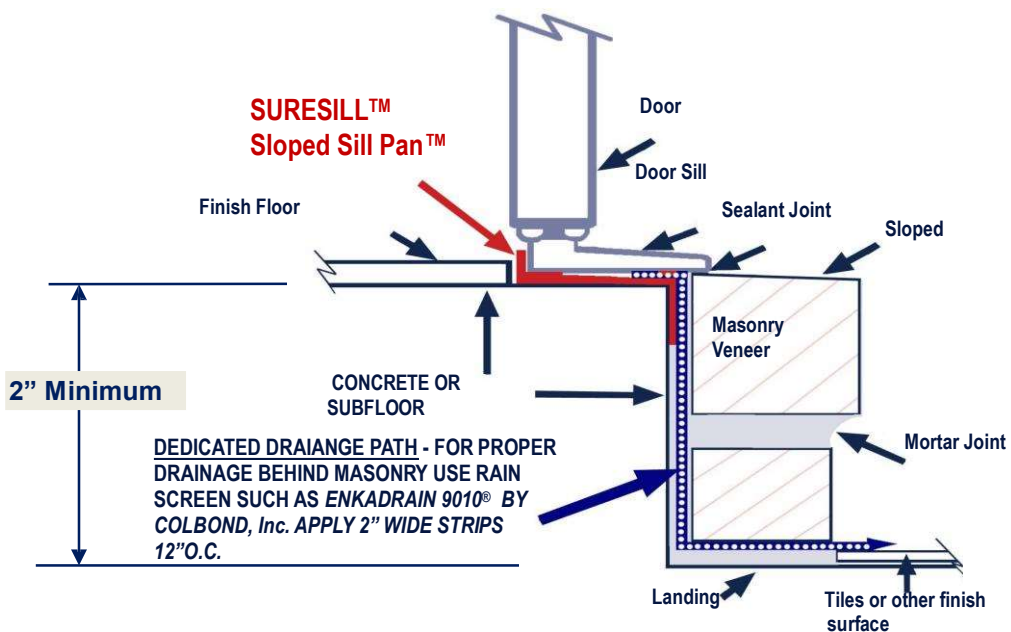 SURESILL™
Sloped Sill Pan™
Door
Door Sill
Finish Floor
Sealant Joint
Sloped
Masonry
Veneer
2” Minimum
CONCRETE OR
SUBFLOOR
DEDICATED DRAIANGE PATH - FOR PROPER
DRAINAGE BEHIND MASONRY USE RAIN
SCREEN SUCH AS ENKADRAIN 9010® BY
COLBOND, Inc. APPLY 2” WIDE STRIPS
12”O.C.
Mortar Joint
Landing
Tiles or other finish
surface